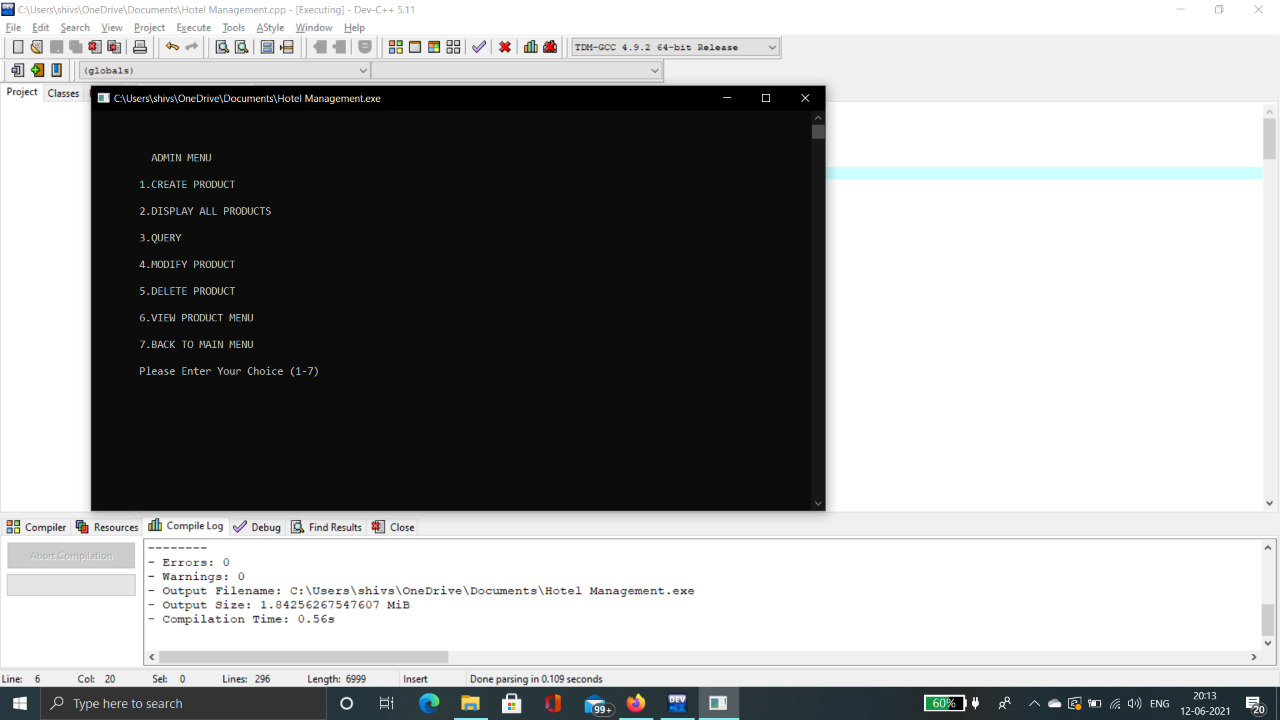 C:\Users\shivs\OneDrive\Documents\Hotel Management.cpp - [Executing] - Dev-C++ 5.11
File Edit Search View Project Execute Tools AStyle Window Help
TDM-GCC 4.9.2 64-bit Release
(globals)
Project Classes
C:\Users\shivs\OneDrive\Documents\Hotel Management.exe
ADMIN MENU
1.CREATE PRODUCT
2.DISPLAY ALL PRODUCTS
3.QUERY
4.MODIFY PRODUCT
5.DELETE PRODUCT
6.VIEW PRODUCT MENU
7.BACK TO MAIN MENU
Please Enter Your Choice (1-7)
Compiler Resources Compile Log Debug Find Results Close
Abort Compilation
--------
- Errors: 0
- Warnings: 0
- Output Filename: C:\Users\shivs\OneDrive\Documents\Hotel Management.exe
- Output Size: 1.84256267547607 MiB
- Compilation Time: 0.56s
Line: 6 Col: 20 Sel: 0 Lines: 296 Length: 6999 Insert Done parsing in 0.109 seconds
Type here to search
99+
DEV
60%
ENG
20:13
12-06-2021
20